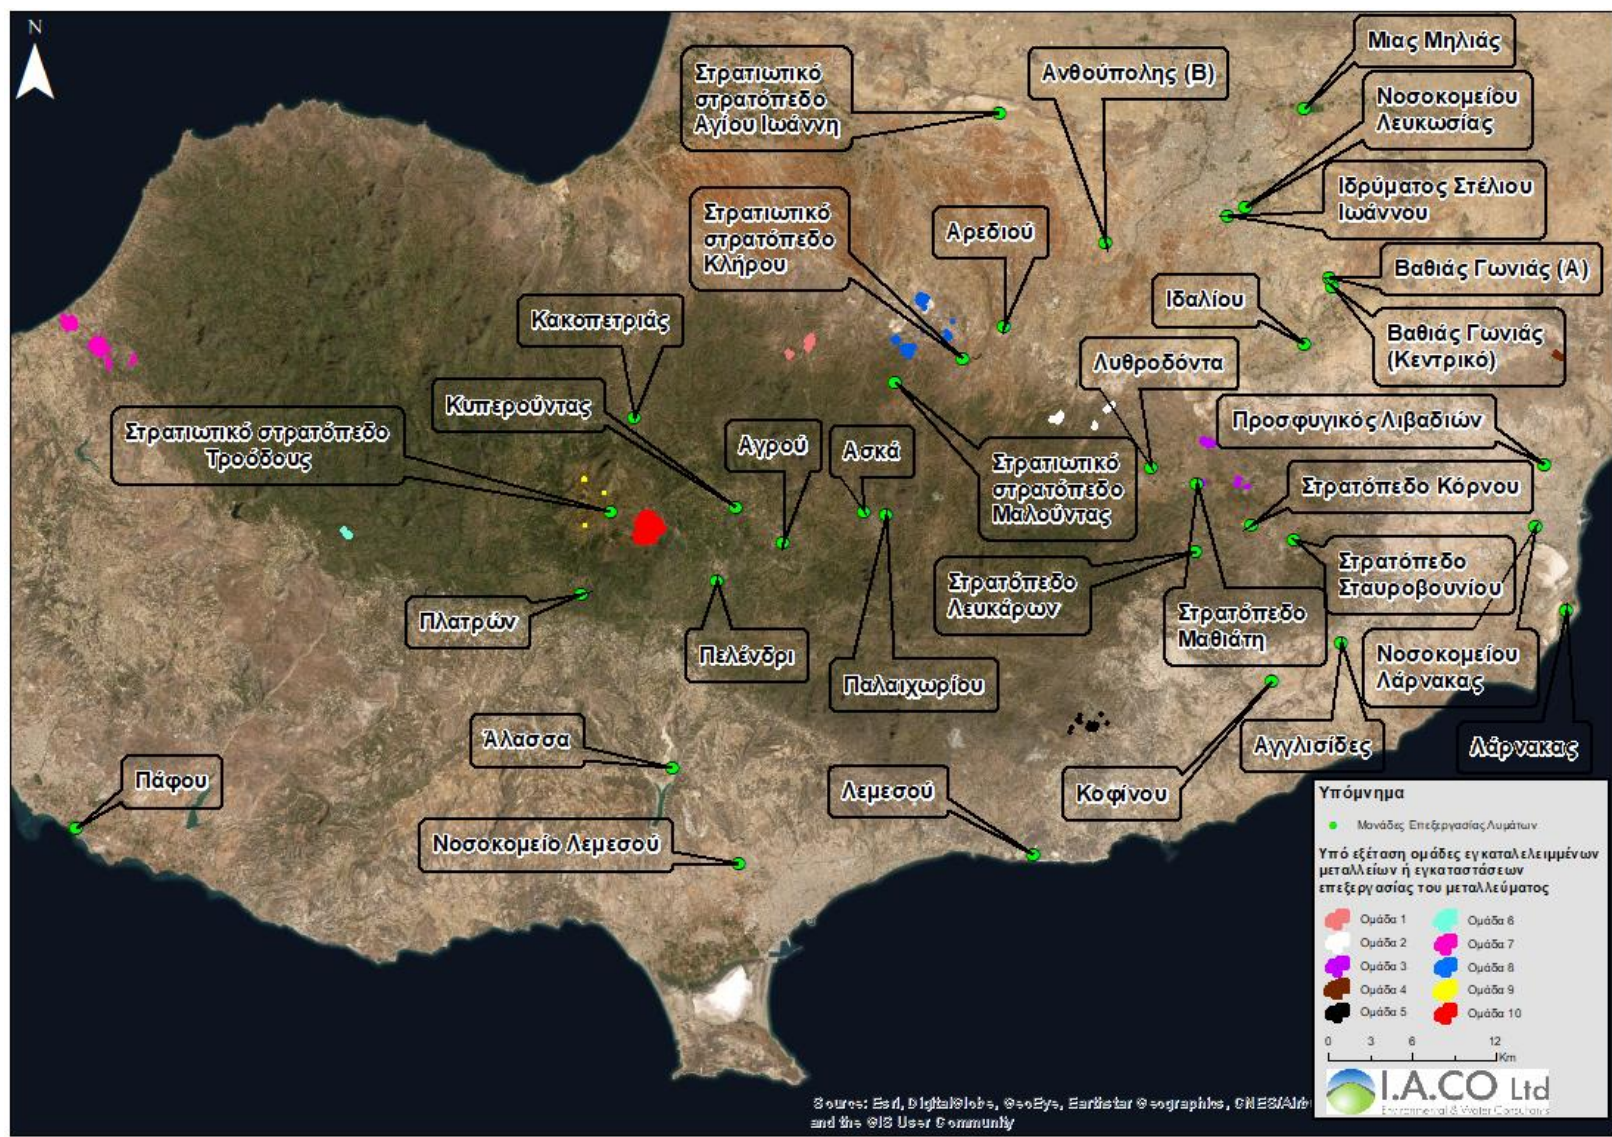 N
Μιας Μηλιάς
Στρατιωτικό
στρατόπεδο
Αγίου Ιωάννη
Ανθούπολης (Β)
Νοσοκομείου
Λευκωσίας
Ιδρύματος Στέλιου
Ιωάννου
Στρατιωτικό
στρατόπεδο
Κλήρου
Αρεδιού
Βαθιάς Γωνιάς (Α)
Ιδαλίου
Κακοπετριάς
Βαθιάς Γωνιάς
(Κεντρικό)
Λυθροδόντα
Κυπερούντας
Προσφυγικός Λιβαδιών
Στρατιωτικό στρατόπεδο
Τροόδους
Αγρού
Ασκά
Στρατιωτικό
στρατόπεδο
Μαλούντας
Στρατόπεδο Κόρνου
Στρατόπεδο
Λευκάρων
Στρατόπεδο
Σταυροβουνίου
Πλατρών
Στρατόπεδο
Μαθιάτη
Πελένδρι
Παλαιχωρίου
Νοσοκομείου
Λάρνακας
Άλασσα
Αγγλισίδες
Λάρνακας
Πάφου
Λεμεσού
Κοφίνου
Νοσοκομείο Λεμεσού
Υπόμνημα
Μονάδες Επεξεργασίας Λυμάτων
Υπό εξέταση ομάδες εγκαταλελειμμένων
μεταλλείων ή εγκαταστάσεων
επεξεργασίας του μεταλλεύματος
Ομάδα 1 Ομάδα 6
Ομάδα 2 Ομάδα 7
Ομάδα 3 Ομάδα 8
Ομάδα 4 Ομάδα 9
Ομάδα 5 Ομάδα 10
0 3 6 12
Km
I.A.CO Ltd
Environmental & Water Consultants
Source: Esri, DigitalGlobe, GeoEye, Earthstar Geographics, CNES/Airb
and the GIS User Community